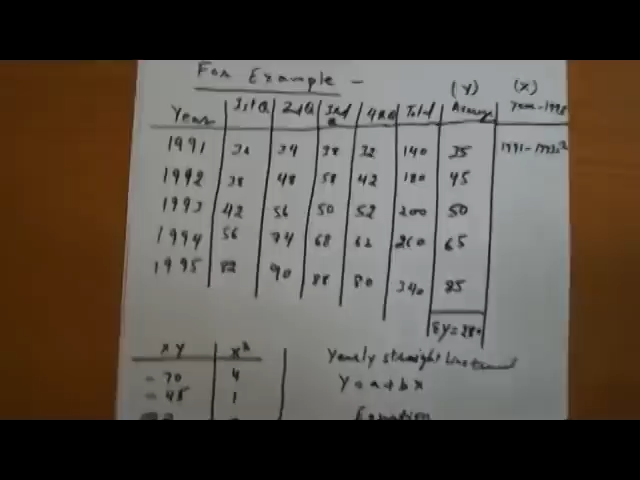 For Example -
(Y) (X)
Year 1st Q 2nd Q 3rd Q 4th Q Total Average Year-1993
1991 34 38 32 140 35 1991-1993=2
1992 38 48 58 42 180 45
1993 42 56 50 52 200 50
1994 56 74 68 62 260 65
1995 82 90 88 80 340 85
ΣY=280
XY X²
-70 4
-45 1
Yearly straight line trend
Y=a+bx
Equation